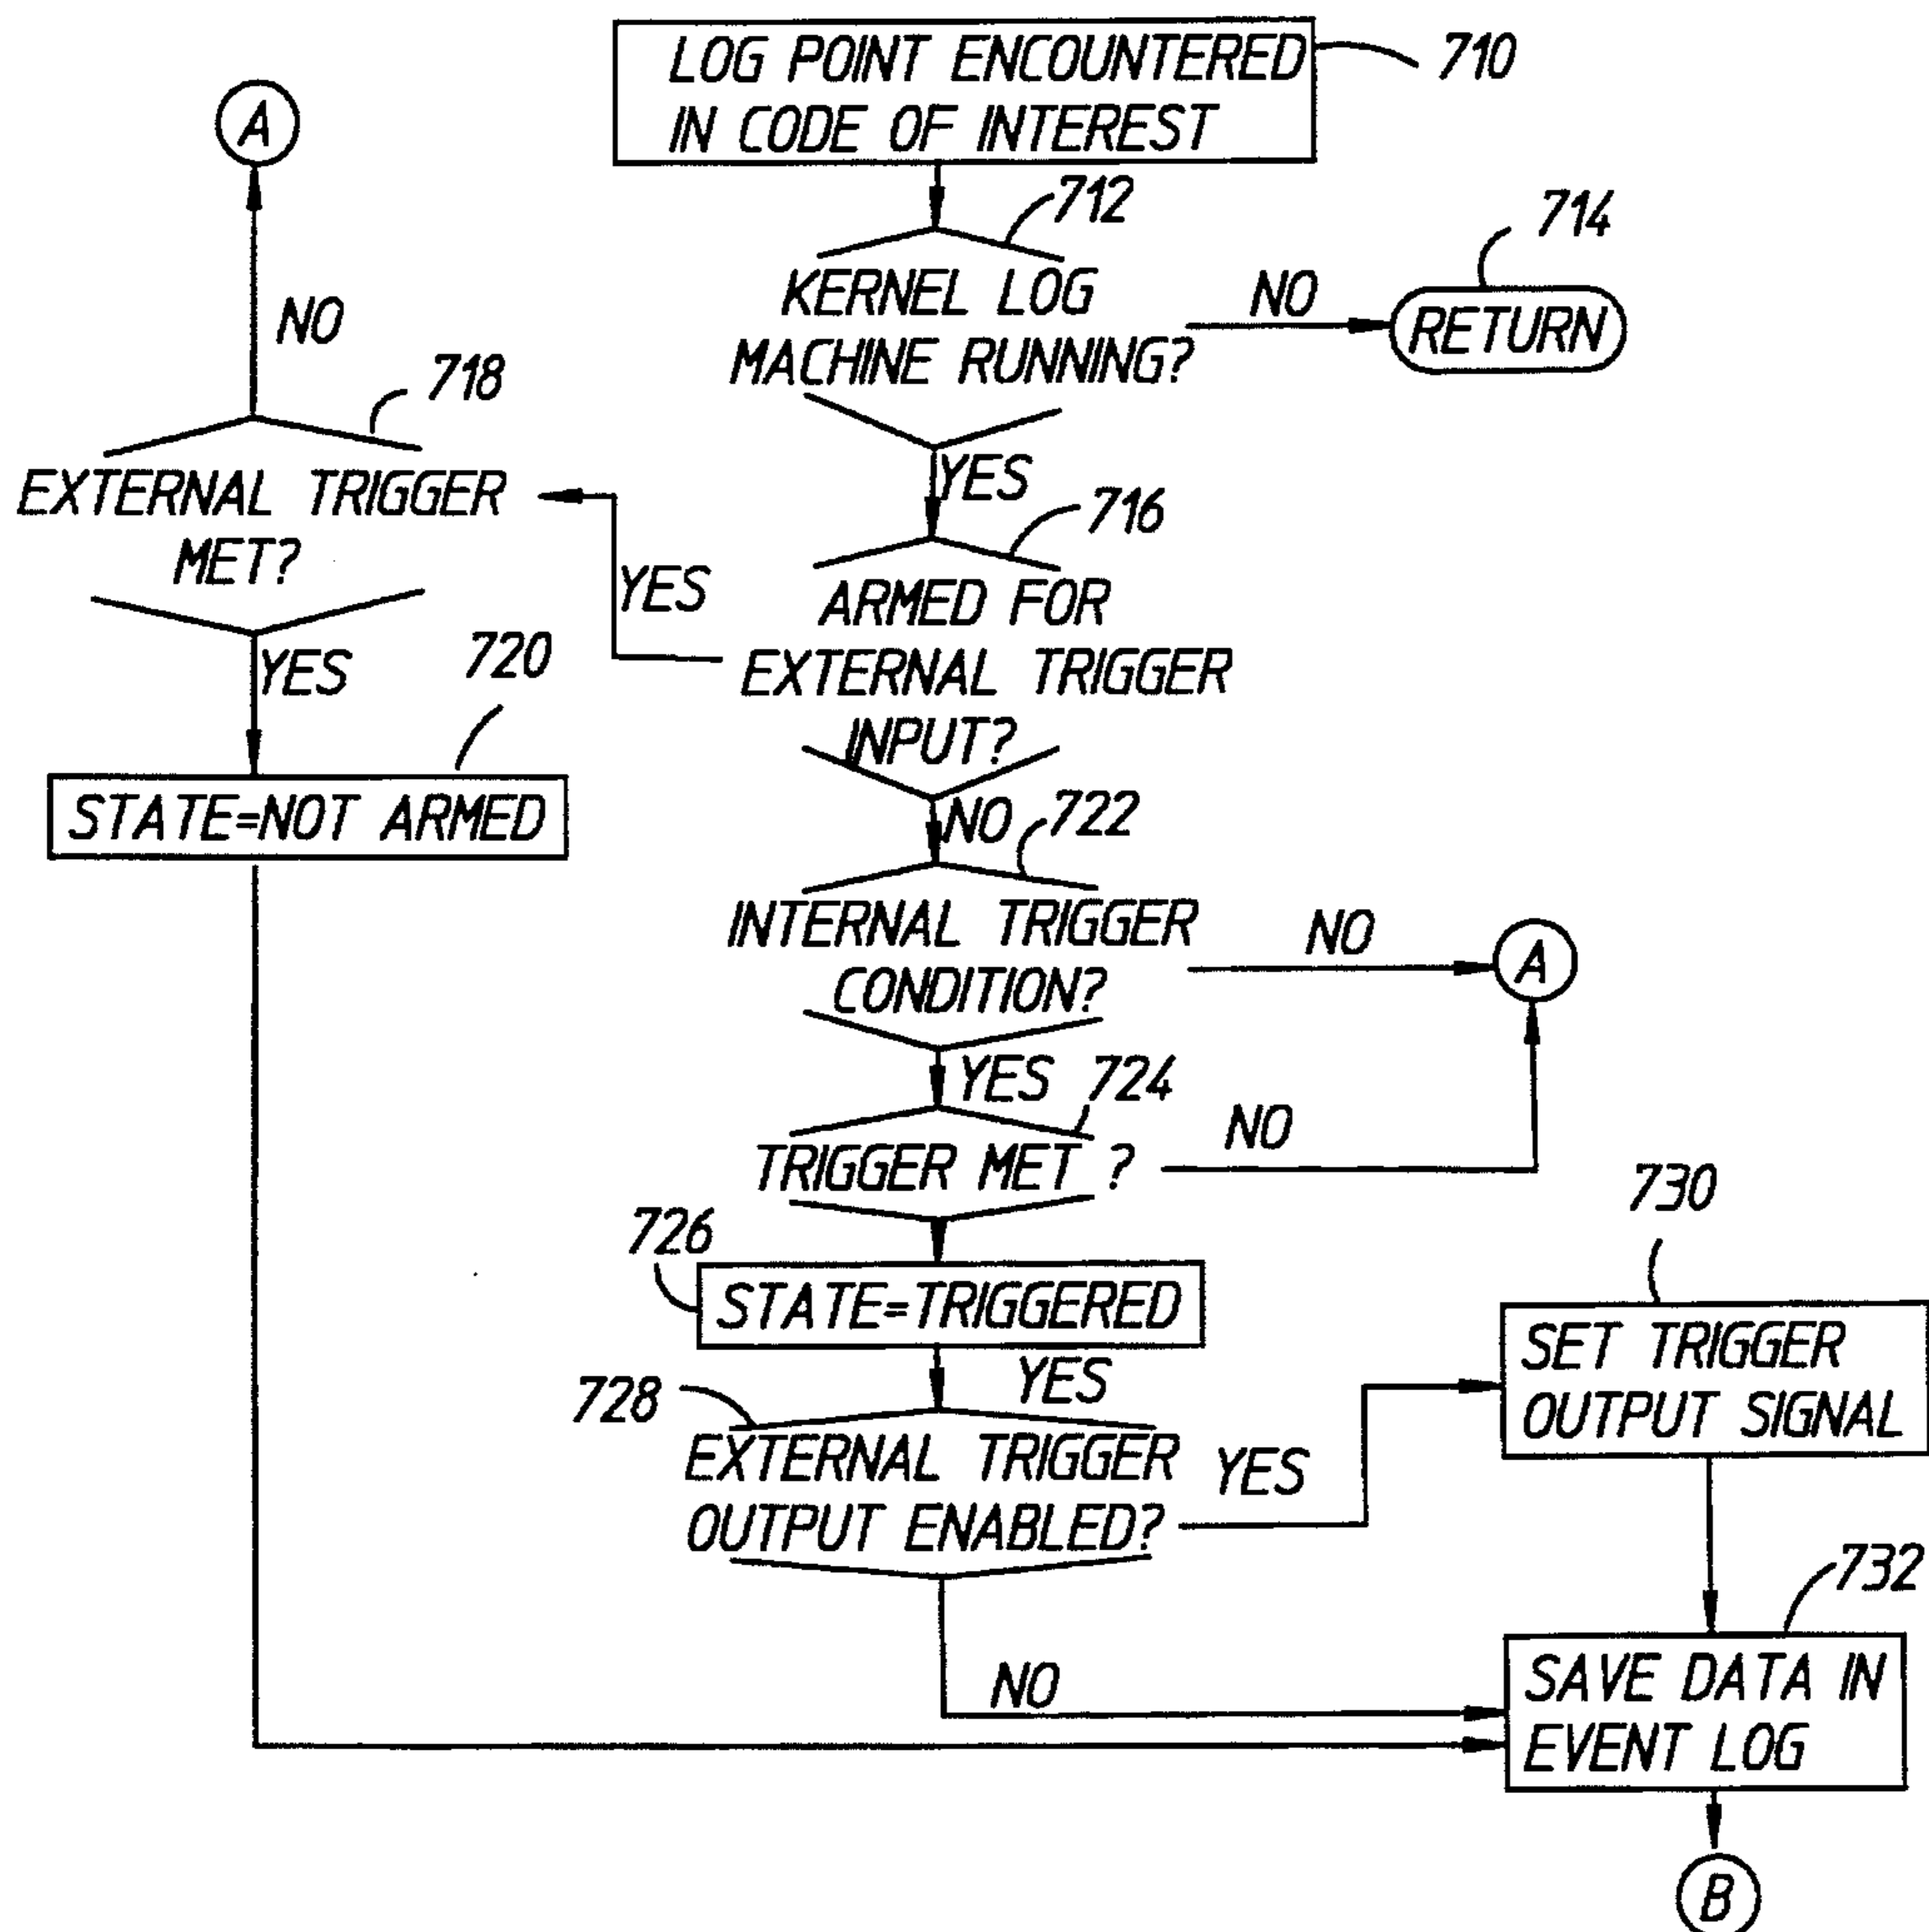 LOG POINT ENCOUNTERED
IN CODE OF INTEREST
710
A
712
KERNEL LOG
MACHINE RUNNING?
NO
714
RETURN
NO
718
EXTERNAL TRIGGER
MET?
YES
716
ARMED FOR
EXTERNAL TRIGGER
INPUT?
YES
YES
720
STATE=NOT ARMED
NO
722
INTERNAL TRIGGER
CONDITION?
NO
A
YES
724
TRIGGER MET ?
NO
726
STATE=TRIGGERED
YES
728
EXTERNAL TRIGGER
OUTPUT ENABLED?
YES
730
SET TRIGGER
OUTPUT SIGNAL
NO
732
SAVE DATA IN
EVENT LOG
B